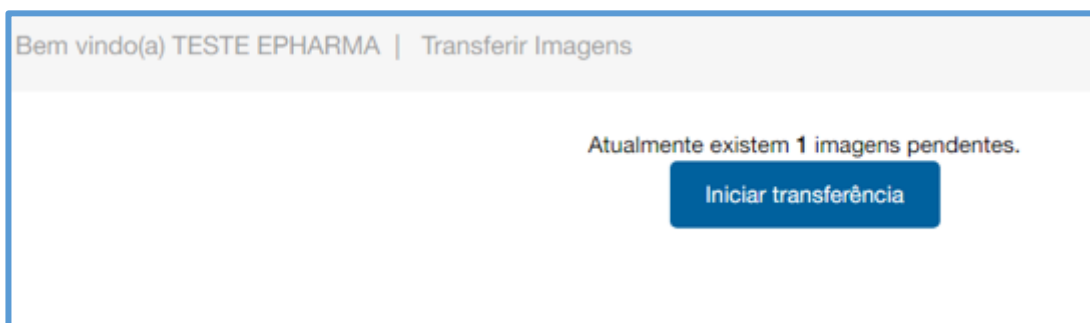 Bem vindo(a) TESTE EPHARMA | Transferir Imagens
Atualmente existem 1 imagens pendentes.
Iniciar transferência